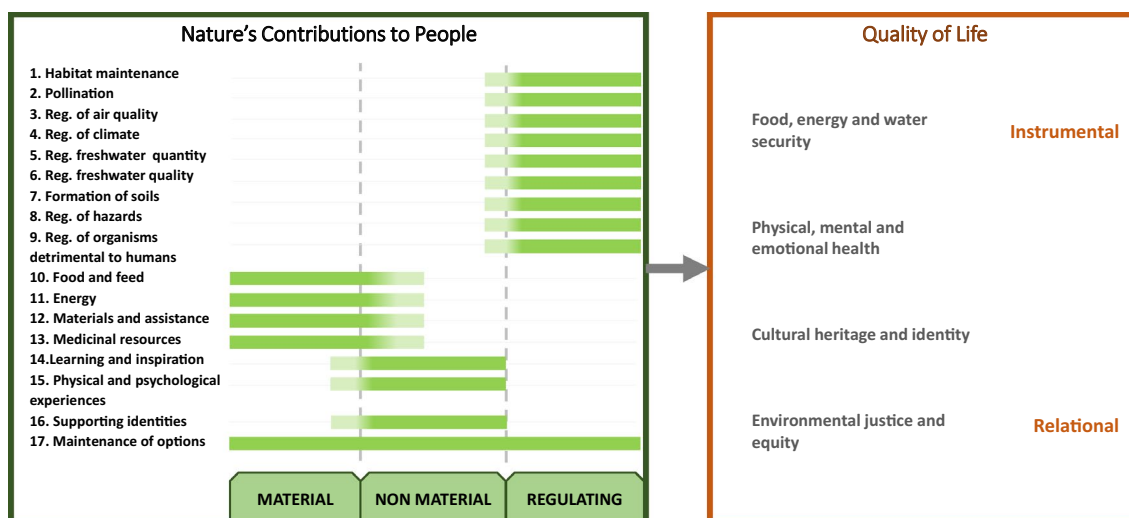 Nature's Contributions to People
1. Habitat maintenance
2. Pollination
3. Reg. of air quality
4. Reg. of climate
5. Reg. freshwater quantity
6. Reg. freshwater quality
7. Formation of soils
8. Reg. of hazards
9. Reg. of organisms
detrimental to humans
10. Food and feed
11. Energy
12. Materials and assistance
13. Medicinal resources
14.Learning and inspiration
15. Physical and psychological
experiences
16. Supporting identities
17. Maintenance of options
MATERIAL
NON MATERIAL
REGULATING
Quality of Life
Food, energy and water
security
Instrumental
Physical, mental and
emotional health
Cultural heritage and identity
Environmental justice and
equity
Relational